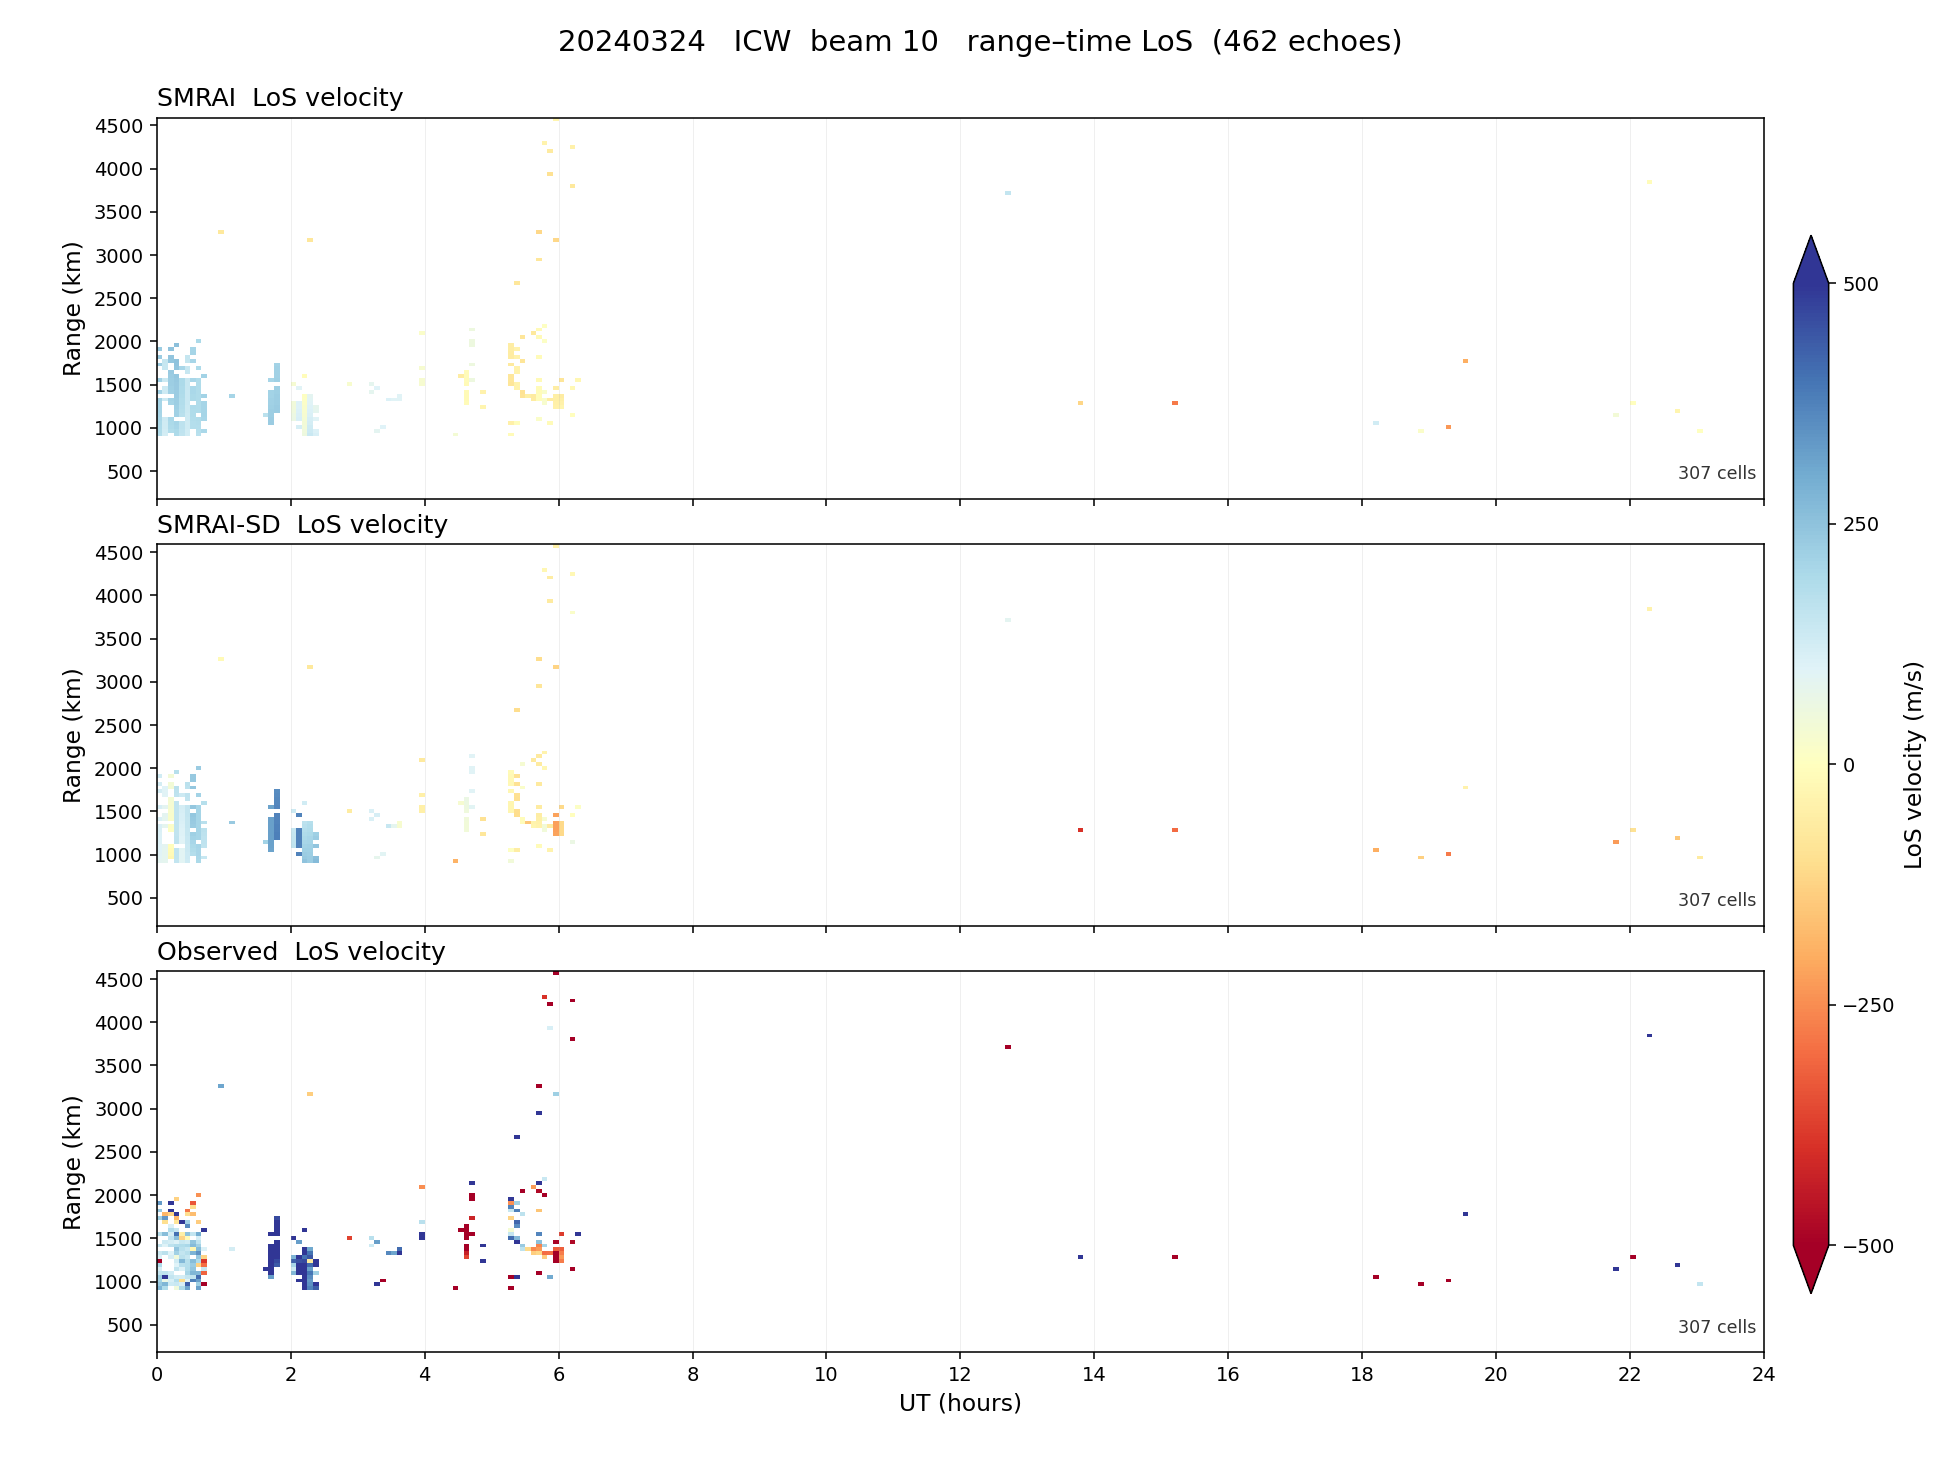 20240324   ICW  beam 10   range–time LoS  (462 echoes)
SMRAI  LoS velocity
4500
4000
3500
3000
2500
2000
1500
1000
500
Range (km)
307 cells
SMRAI-SD  LoS velocity
4500
4000
3500
3000
2500
2000
1500
1000
500
Range (km)
307 cells
Observed  LoS velocity
4500
4000
3500
3000
2500
2000
1500
1000
500
Range (km)
307 cells
0 2 4 6 8 10 12 14 16 18 20 22 24
UT (hours)
500
250
0
−250
−500
LoS velocity (m/s)